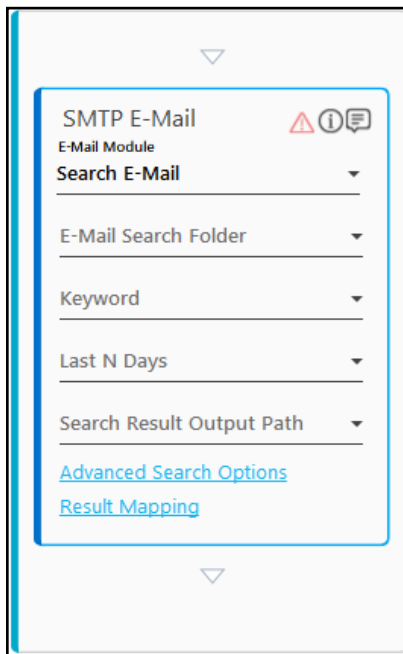 SMTP E-Mail
E-Mail Module
Search E-Mail
E-Mail Search Folder
Keyword
Last N Days
Search Result Output Path
Advanced Search Options
Result Mapping